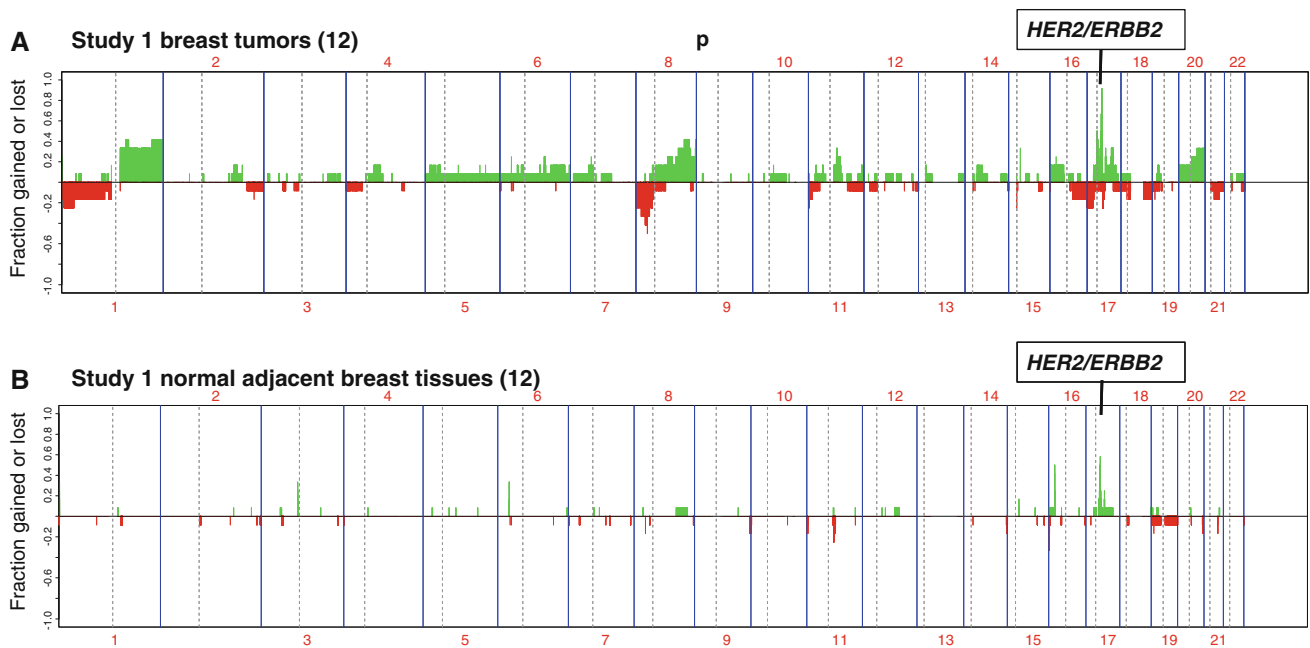 HER2/ERBB2
A Study 1 breast tumors (12) p
2 4 6 8 10 12 14 16 18 20 22
Fraction gained or lost
1.0
0.8
0.6
0.4
0.2
-0.2
-0.6
-1.0
1 3 5 7 9 11 13 15 17 19 21
HER2/ERBB2
B Study 1 normal adjacent breast tissues (12)
2 4 6 8 10 12 14 16 18 20 22
Fraction gained or lost
1.0
0.8
0.6
0.4
0.2
-0.2
-0.6
-1.0
1 3 5 7 9 11 13 15 17 19 21